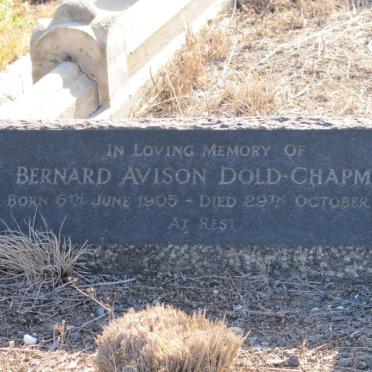 In Loving Memory Of
Bernard Avison Dold-Chapm
Born 6th June 1905 - Died 29th October
At Rest